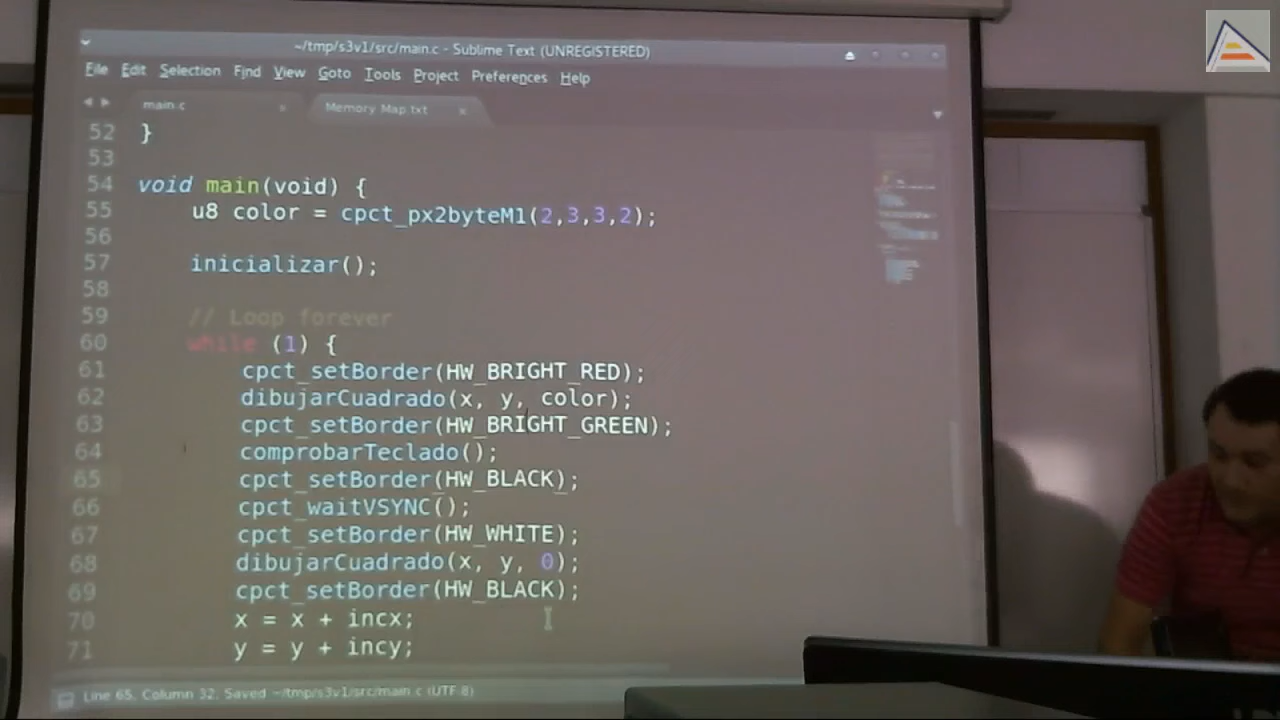 ~/tmp/s3v1/src/main.c - Sublime Text (UNREGISTERED)
File Edit Selection Find View Goto Tools Project Preferences Help
main.c Memory Map.txt
52 }
53
54 void main(void) {
55 u8 color = cpct_px2byteM1(2,3,3,2);
56
57 inicializar();
58
59 // Loop forever
60 while (1) {
61 cpct_setBorder(HW_BRIGHT_RED);
62 dibujarCuadrado(x, y, color);
63 cpct_setBorder(HW_BRIGHT_GREEN);
64 comprobarTeclado();
65 cpct_setBorder(HW_BLACK);
66 cpct_waitVSYNC();
67 cpct_setBorder(HW_WHITE);
68 dibujarCuadrado(x, y, 0);
69 cpct_setBorder(HW_BLACK);
70 x = x + incx;
71 y = y + incy;
Line 65, Column 32; Saved ~/tmp/s3v1/src/main.c (UTF-8)